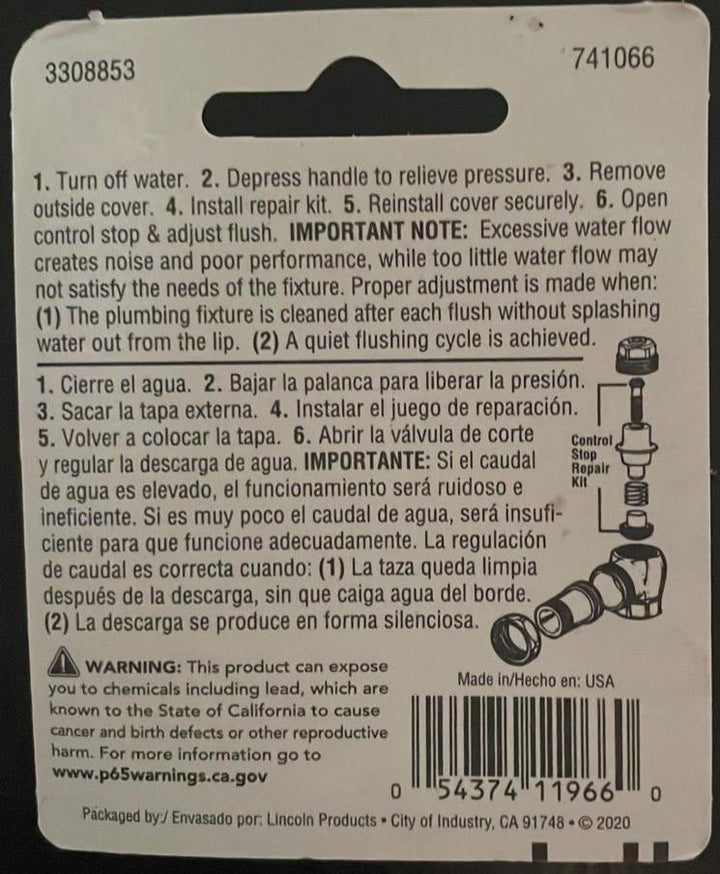 3308853
741066
1. Turn off water. 2. Depress handle to relieve pressure. 3. Remove
outside cover. 4. Install repair kit. 5. Reinstall cover securely. 6. Open
control stop & adjust flush. IMPORTANT NOTE: Excessive water flow
creates noise and poor performance, while too little water flow may
not satisfy the needs of the fixture. Proper adjustment is made when:
(1) The plumbing fixture is cleaned after each flush without splashing
water out from the lip. (2) A quiet flushing cycle is achieved.
1. Cierre el agua. 2. Bajar la palanca para liberar la presión.
3. Sacar la tapa externa. 4. Instalar el juego de reparación.
5. Volver a colocar la tapa. 6. Abrir la válvula de corte
y regular la descarga de agua. IMPORTANTE: Si el caudal
de agua es elevado, el funcionamiento será ruidoso e
ineficiente. Si es muy poco el caudal de agua, será insufi-
ciente para que funcione adecuadamente. La regulación
de caudal es correcta cuando: (1) La taza queda limpia
después de la descarga, sin que caiga agua del borde.
(2) La descarga se produce en forma silenciosa.
Control
Stop
Repair
Kit
WARNING: This product can expose
you to chemicals including lead, which are
known to the State of California to cause
cancer and birth defects or other reproductive
harm. For more information go to
www.p65warnings.ca.gov
Made in/Hecho en: USA
0 54374 11966 0
Packaged by:/ Envasado por: Lincoln Products • City of Industry, CA 91748 • © 2020